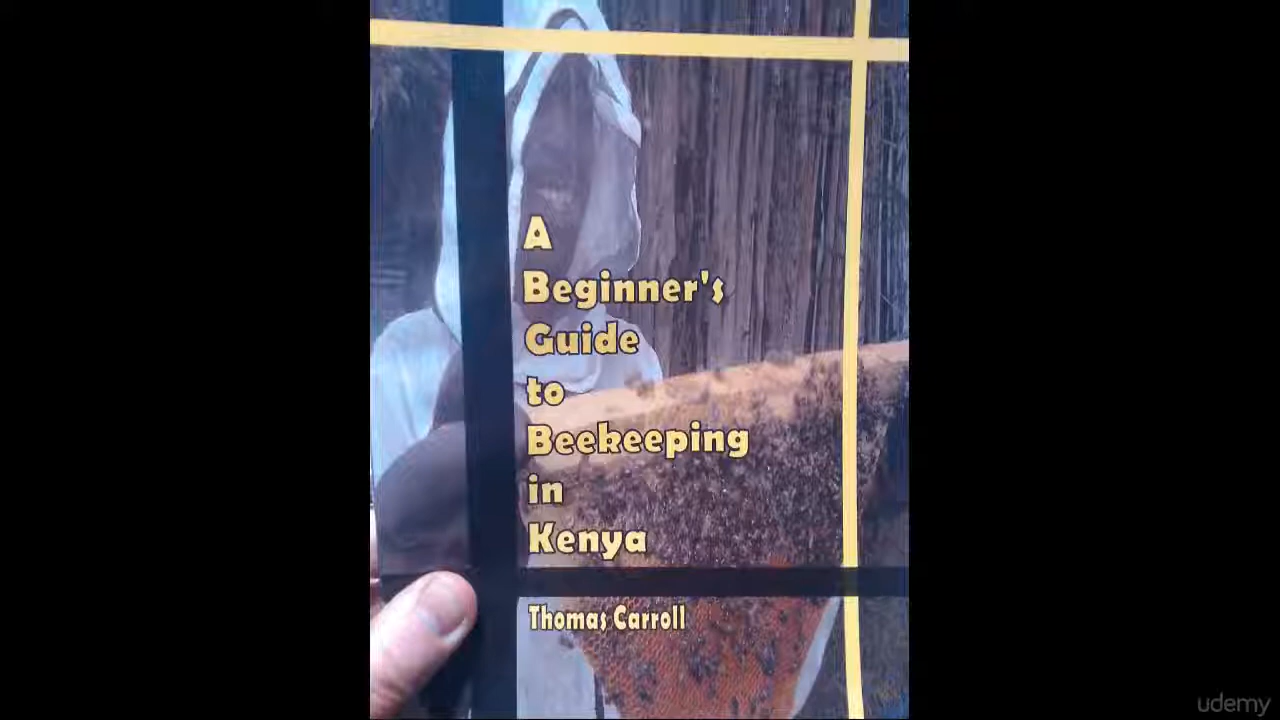 A
Beginner's
Guide
to
Beekeeping
in
Kenya
Thomas Carroll
udemy